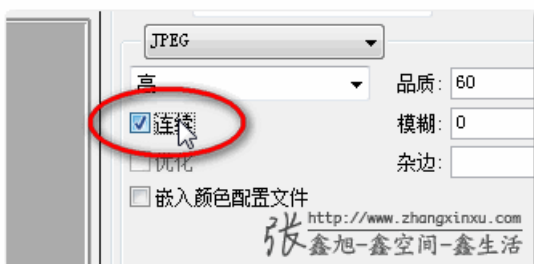 JPEG
高
品质: 60
连续
模糊: 0
优化
杂边:
嵌入颜色配置文件
http://www.zhangxinxu.com
张鑫旭-鑫空间-鑫生活